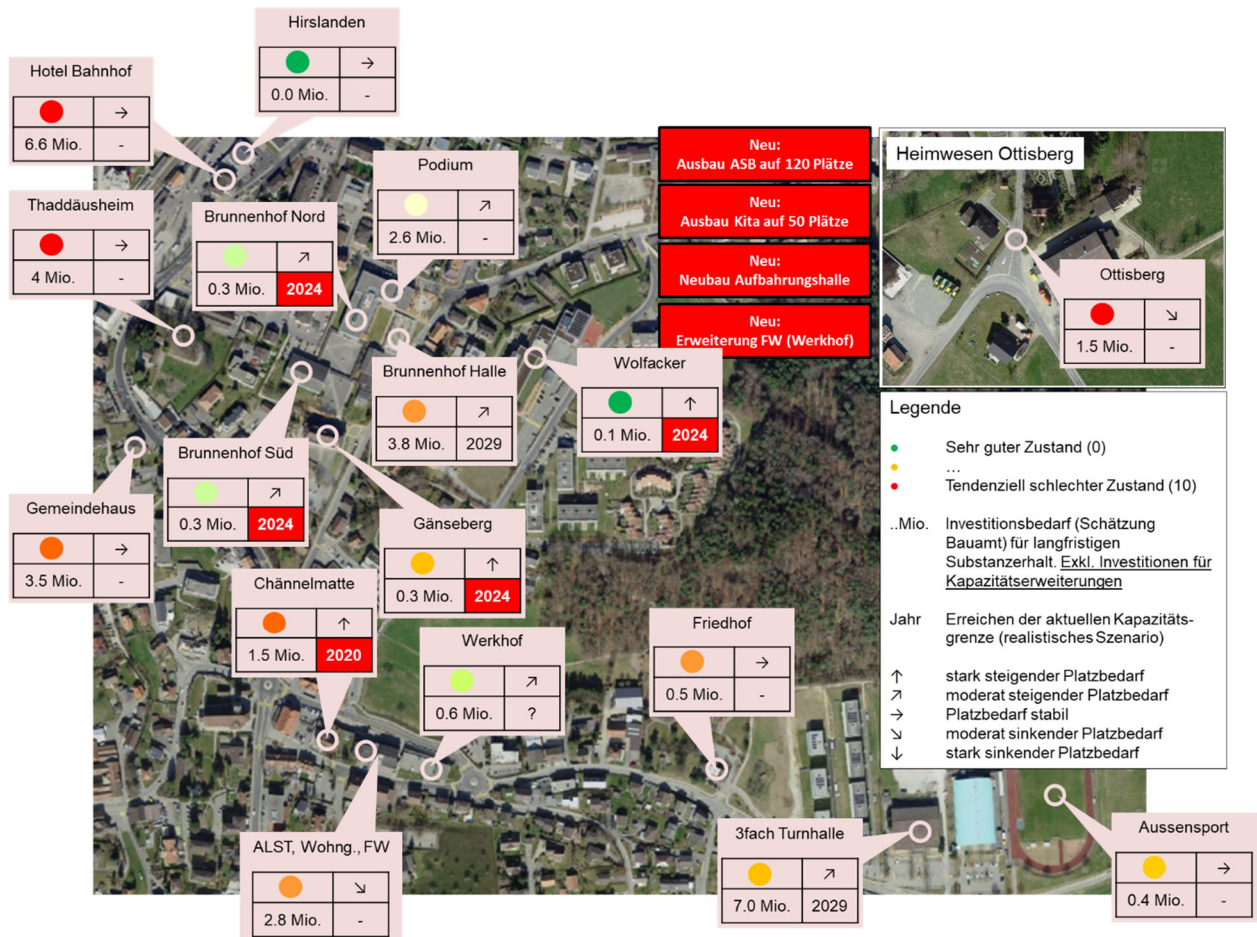 Hirslanden
→
0.0 Mio.
-
Hotel Bahnhof
→
6.6 Mio.
-
Thaddäusheim
→
4 Mio.
-
Brunnenhof Nord
↗
0.3 Mio.
2024
Podium
↗
2.6 Mio.
-
Neu:
Ausbau ASB auf 120 Plätze
Neu:
Ausbau Kita auf 50 Plätze
Neu:
Neubau Aufbahrungshalle
Neu:
Erweiterung FW (Werkhof)
Heimwesen Ottisberg
Ottisberg
↘
1.5 Mio.
-
Brunnenhof Halle
↗
3.8 Mio.
2029
Wolfacker
↑
0.1 Mio.
2024
Brunnenhof Süd
↗
0.3 Mio.
2024
Gemeindehaus
→
3.5 Mio.
-
Gänseberg
↑
0.3 Mio.
2024
Chännelmatte
↑
1.5 Mio.
2020
Werkhof
↗
0.6 Mio.
?
Friedhof
→
0.5 Mio.
-
ALST, Wohng., FW
↘
2.8 Mio.
-
3fach Turnhalle
↗
7.0 Mio.
2029
Aussensport
→
0.4 Mio.
-
Legende
Sehr guter Zustand (0)
...
Tendenziell schlechter Zustand (10)
..Mio. Investitionsbedarf (Schätzung
Bauamt) für langfristigen
Substanzerhalt. Exkl. Investitionen für
Kapazitätserweiterungen
Jahr Erreichen der aktuellen Kapazitäts-
grenze (realistisches Szenario)
↑ stark steigender Platzbedarf
↗ moderat steigender Platzbedarf
→ Platzbedarf stabil
↘ moderat sinkender Platzbedarf
↓ stark sinkender Platzbedarf